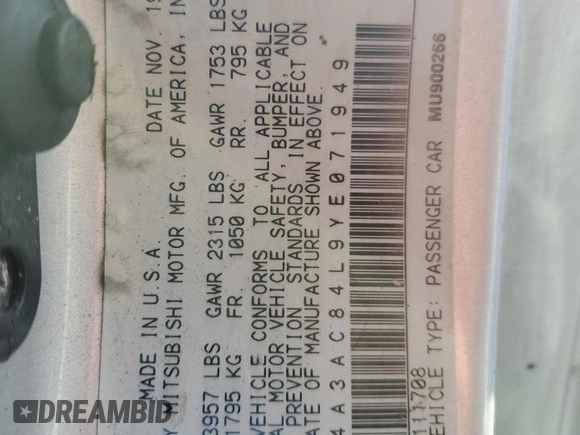 MADE IN U.S.A. DATE NOV. 19
Y MITSUBISHI MOTOR MFG. OF AMERICA, IN
3957 LBS GAWR 2315 LBS GAWR 1753 LBS
1795 KG FR. 1050 KG RR. 795 KG
VEHICLE CONFORMS TO ALL APPLICABLE
AL MOTOR VEHICLE SAFETY, BUMPER, AND
PREVENTION STANDARDS IN EFFECT ON
ATE OF MANUFACTURE SHOWN ABOVE.
4A3AC84L9YE071949
111708
EHICLE TYPE: PASSENGER CAR MU900266
DREAMBID